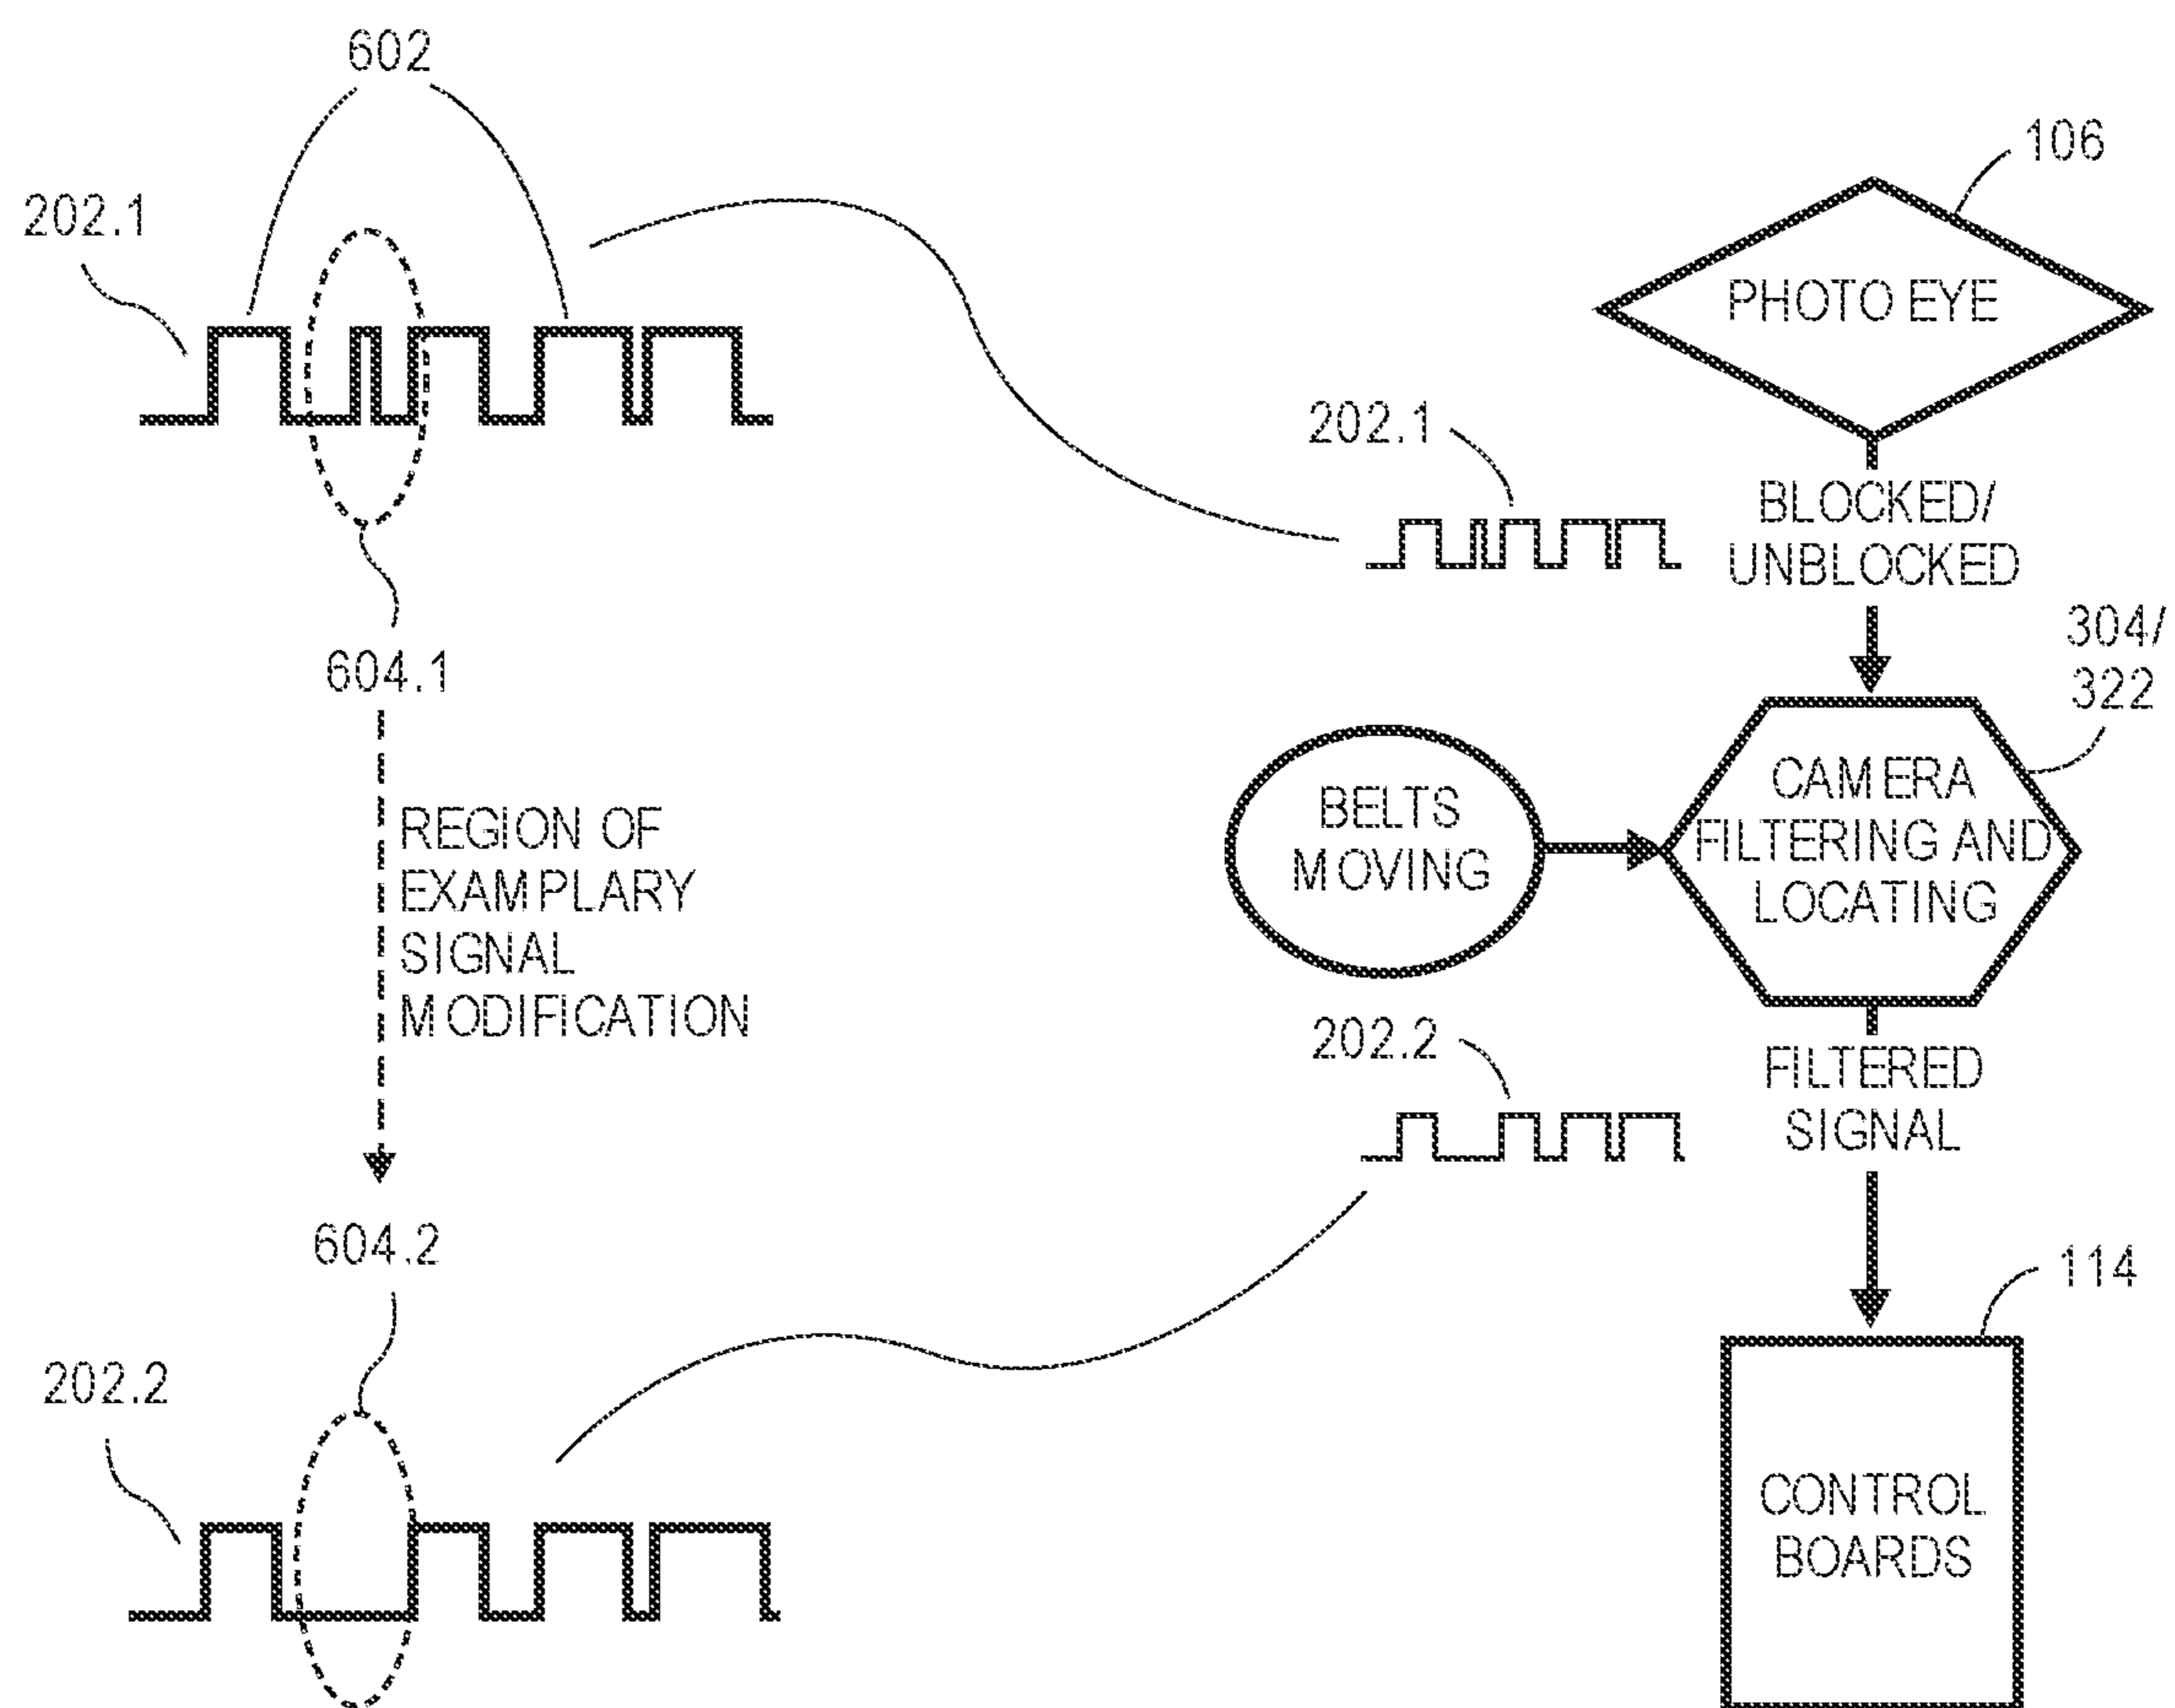 602
106
202.1
PHOTO EYE
202.1
BLOCKED/
UNBLOCKED
304/
322
604.1
CAMERA
FILTERING AND
LOCATING
BELTS
MOVING
REGION OF
EXAMPLARY
SIGNAL
MODIFICATION
202.2
FILTERED
SIGNAL
604.2
114
202.2
CONTROL
BOARDS